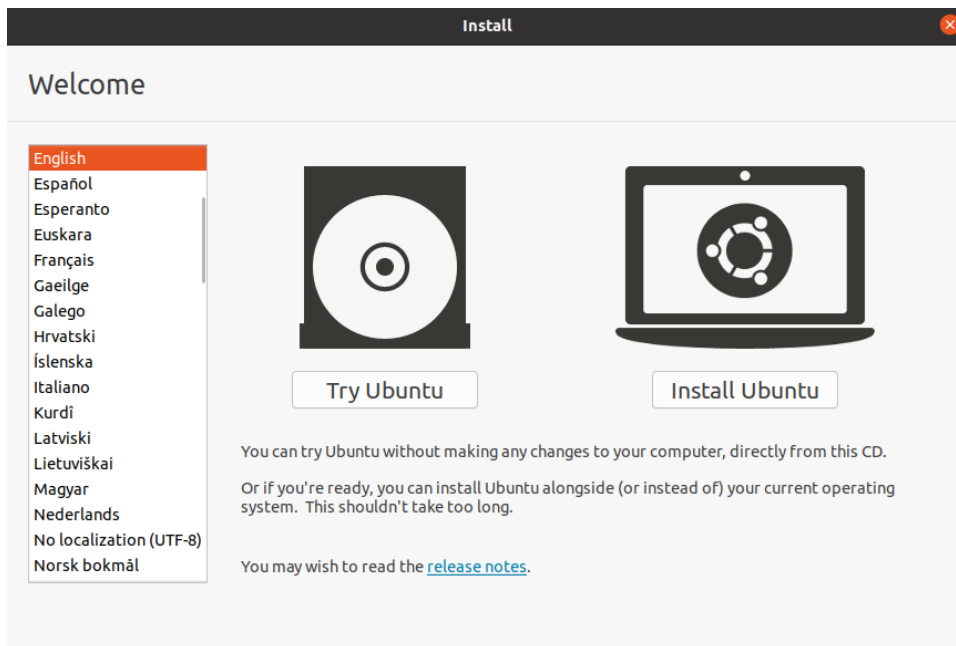 Install
Welcome
English
Español
Esperanto
Euskara
Français
Gaeilge
Galego
Hrvatski
Íslenska
Italiano
Kurdî
Latviski
Lietuviškai
Magyar
Nederlands
No localization (UTF-8)
Norsk bokmål
Try Ubuntu
Install Ubuntu
You can try Ubuntu without making any changes to your computer, directly from this CD.
Or if you're ready, you can install Ubuntu alongside (or instead of) your current operating
system.  This shouldn't take too long.
You may wish to read the release notes.